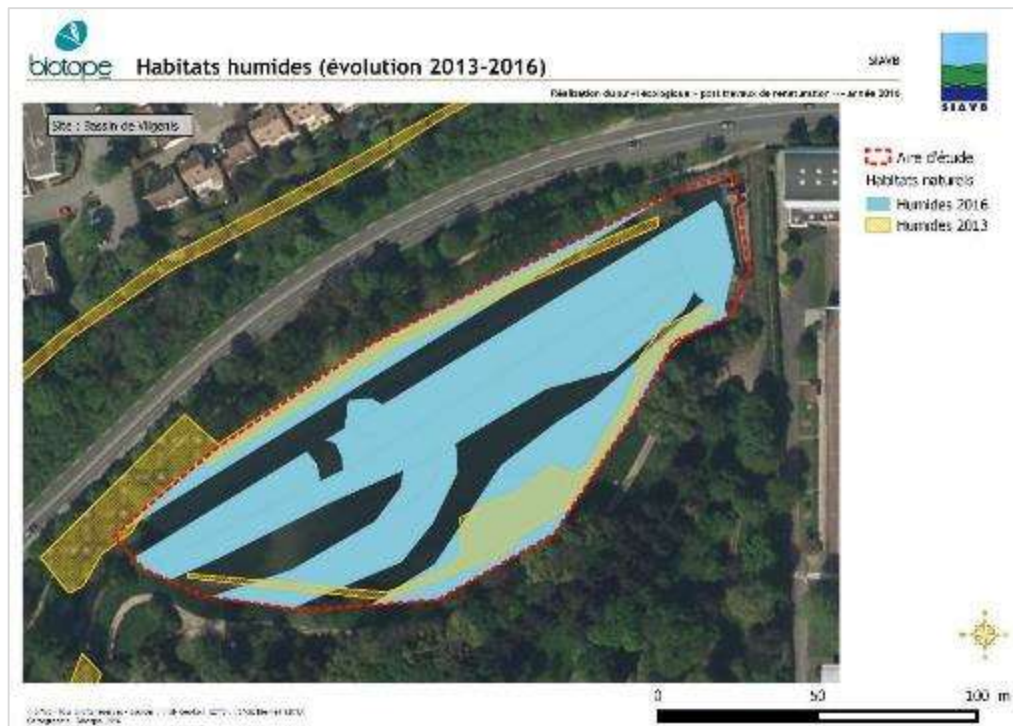 biotope
Habitats humides (évolution 2013-2016)
SIAVB
Réalisation du suivi écologique - post travaux de renaturation - année 2016
SIAVB
Site : Bassin de Vilgénis
Aire d'étude
Habitats naturels
Humides 2016
Humides 2013
0 50 100 m